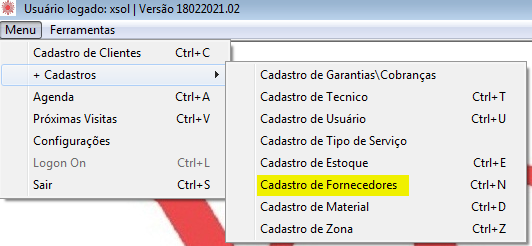 Usuário logado: xsol | Versão 18022021.02
Menu Ferramentas
Cadastro de Clientes Ctrl+C
+ Cadastros
Agenda Ctrl+A
Próximas Visitas Ctrl+V
Configurações
Logon On Ctrl+L
Sair Ctrl+S
Cadastro de Garantias\Cobranças
Cadastro de Tecnico Ctrl+T
Cadastro de Usuário Ctrl+U
Cadastro de Tipo de Serviço
Cadastro de Estoque Ctrl+E
Cadastro de Fornecedores Ctrl+N
Cadastro de Material Ctrl+D
Cadastro de Zona Ctrl+Z